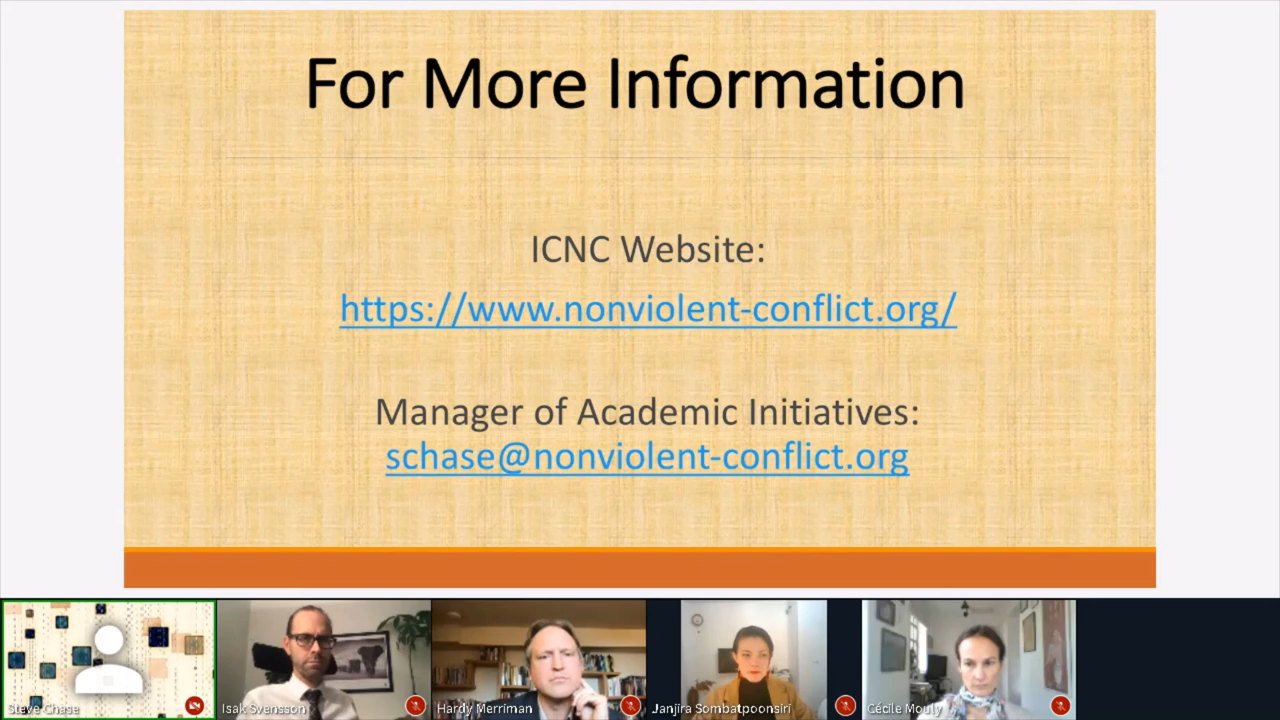 For More Information
ICNC Website:
https://www.nonviolent-conflict.org/
Manager of Academic Initiatives:
schase@nonviolent-conflict.org
Steve Chase
Isak Svensson
Hardy Merriman
Janjira Sombatpoonsiri
Cécile Mouly